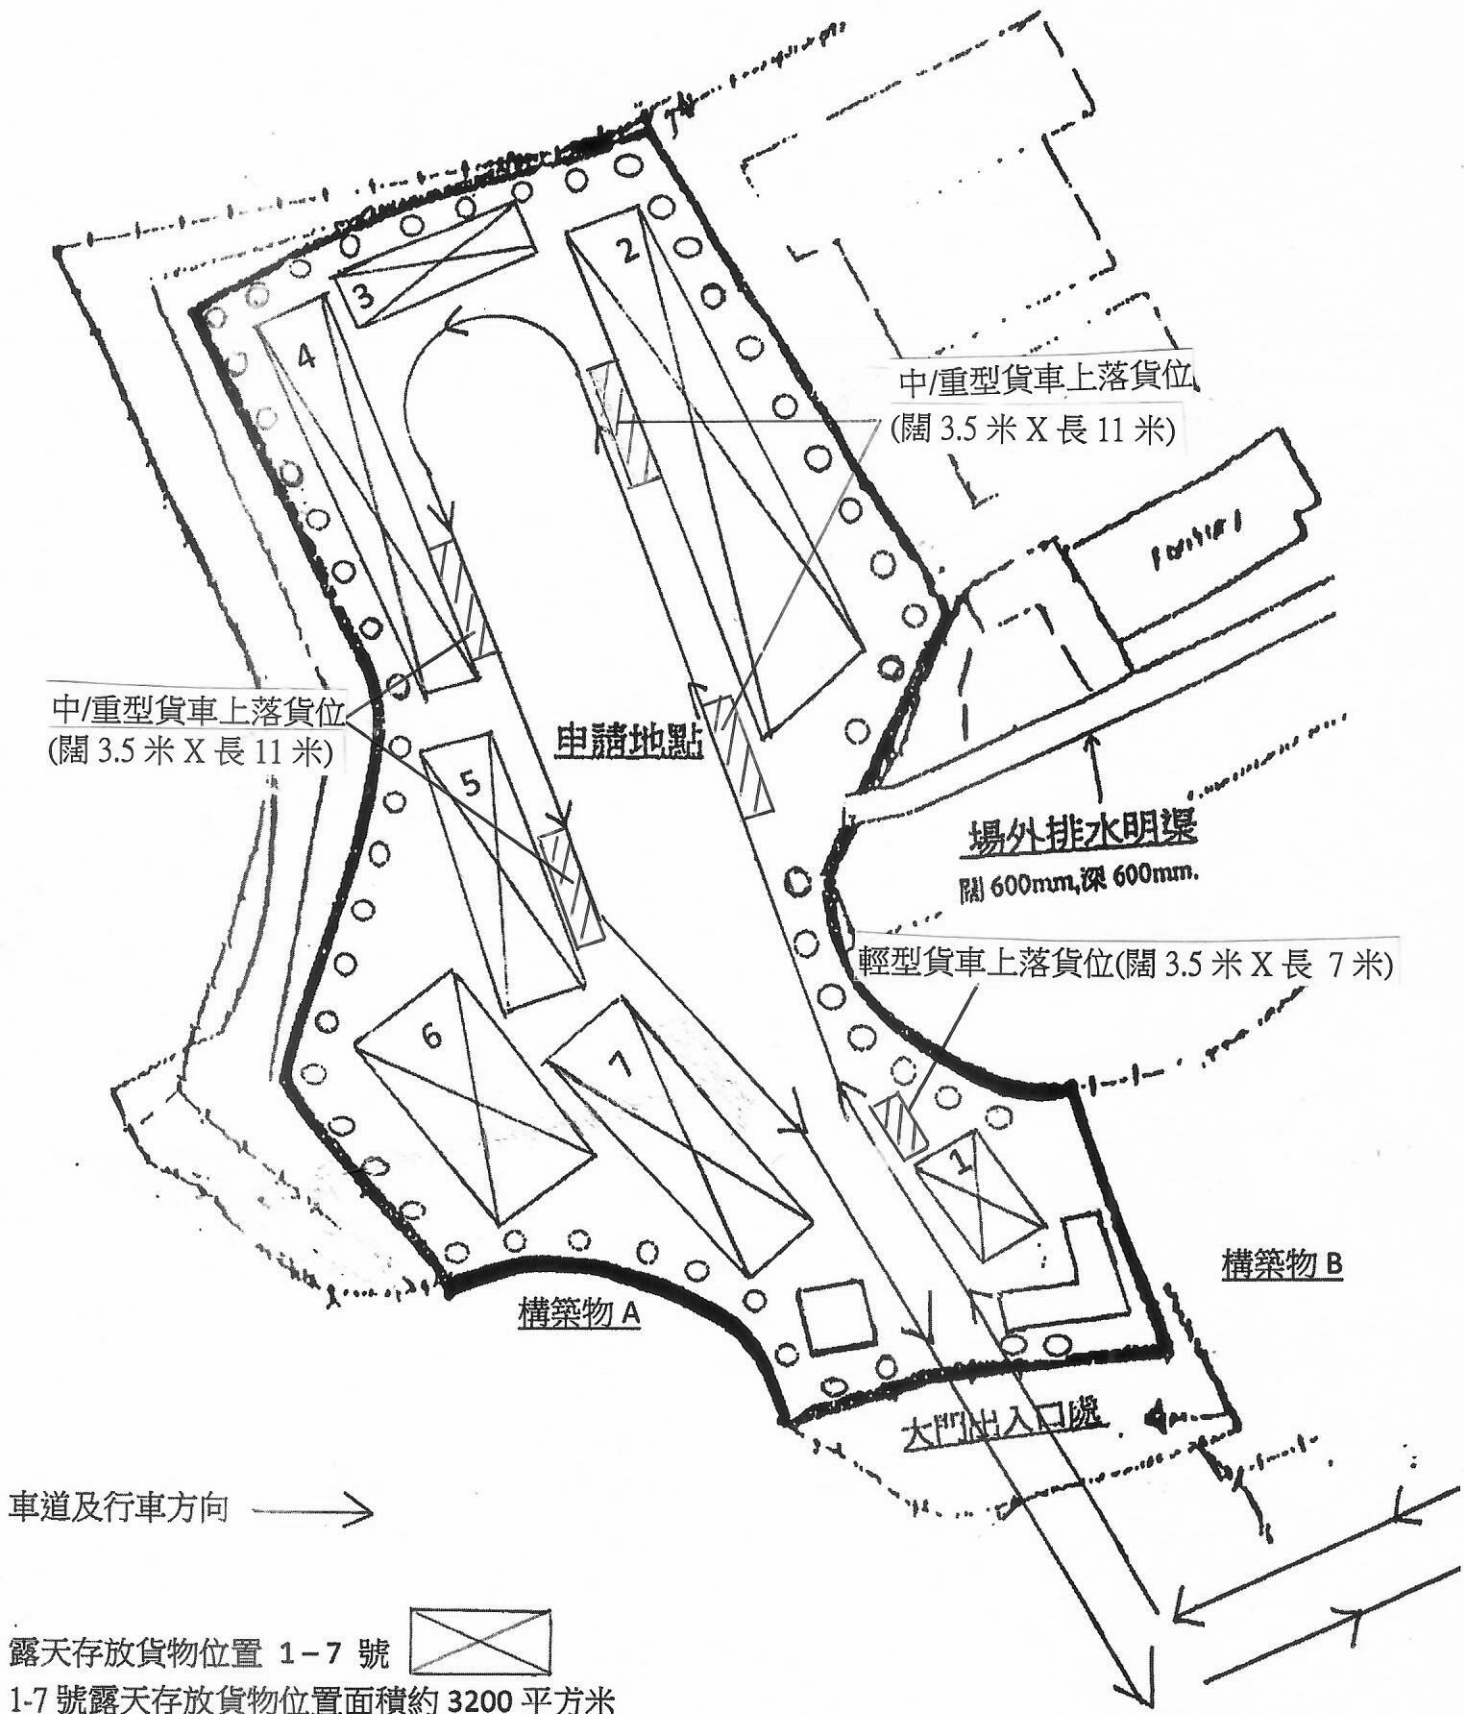 2
3
4
中/重型貨車上落貨位
(闊 3.5 米 X 長 11 米)
中/重型貨車上落貨位
(闊 3.5 米 X 長 11 米)
申請地點
5
場外排水明渠
闊 600mm,深 600mm.
輕型貨車上落貨位(闊 3.5 米 X 長 7 米)
6
7
1
構築物 B
構築物 A
大門出入口處
車道及行車方向
露天存放貨物位置 1-7 號
1-7 號露天存放貨物位置面積約 3200 平方米